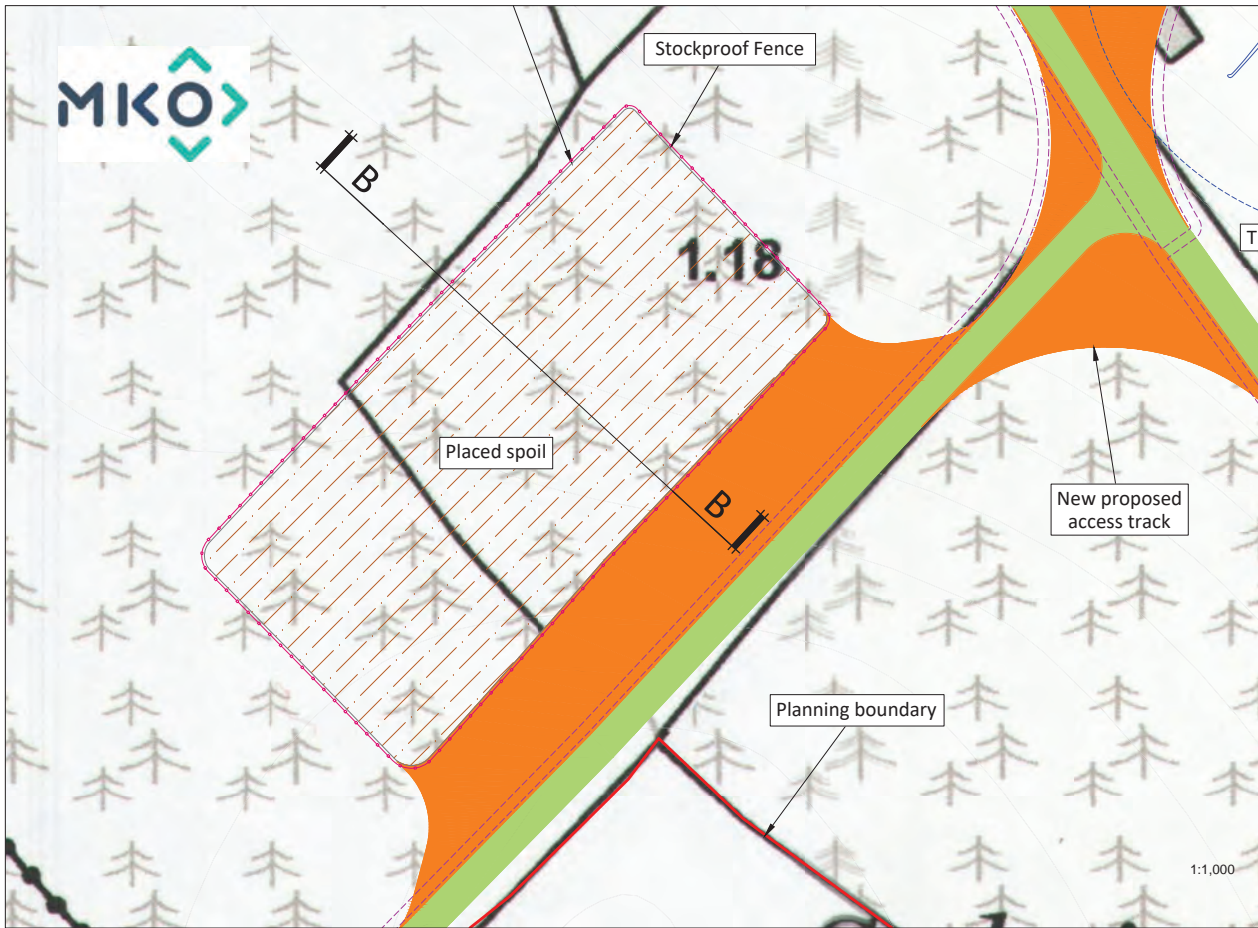 MKO
Stockproof Fence
B
1.18
T
Placed spoil
B
New proposed
access track
Planning boundary
1:1,000